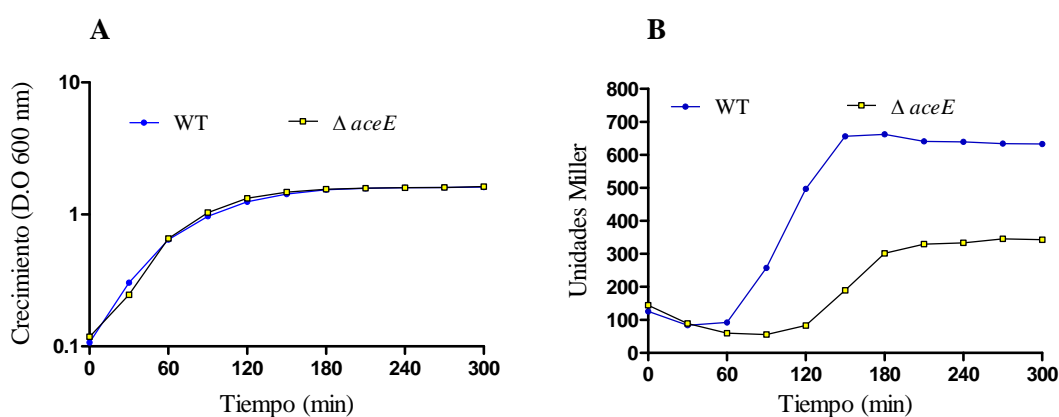 A
Crecimiento (D.O 600 nm)
10
1
0.1
WT
Δ aceE
0 60 120 180 240 300
Tiempo (min)
B
Unidades Miller
800
700
600
500
400
300
200
100
0
WT
Δ aceE
0 60 120 180 240 300
Tiempo (min)